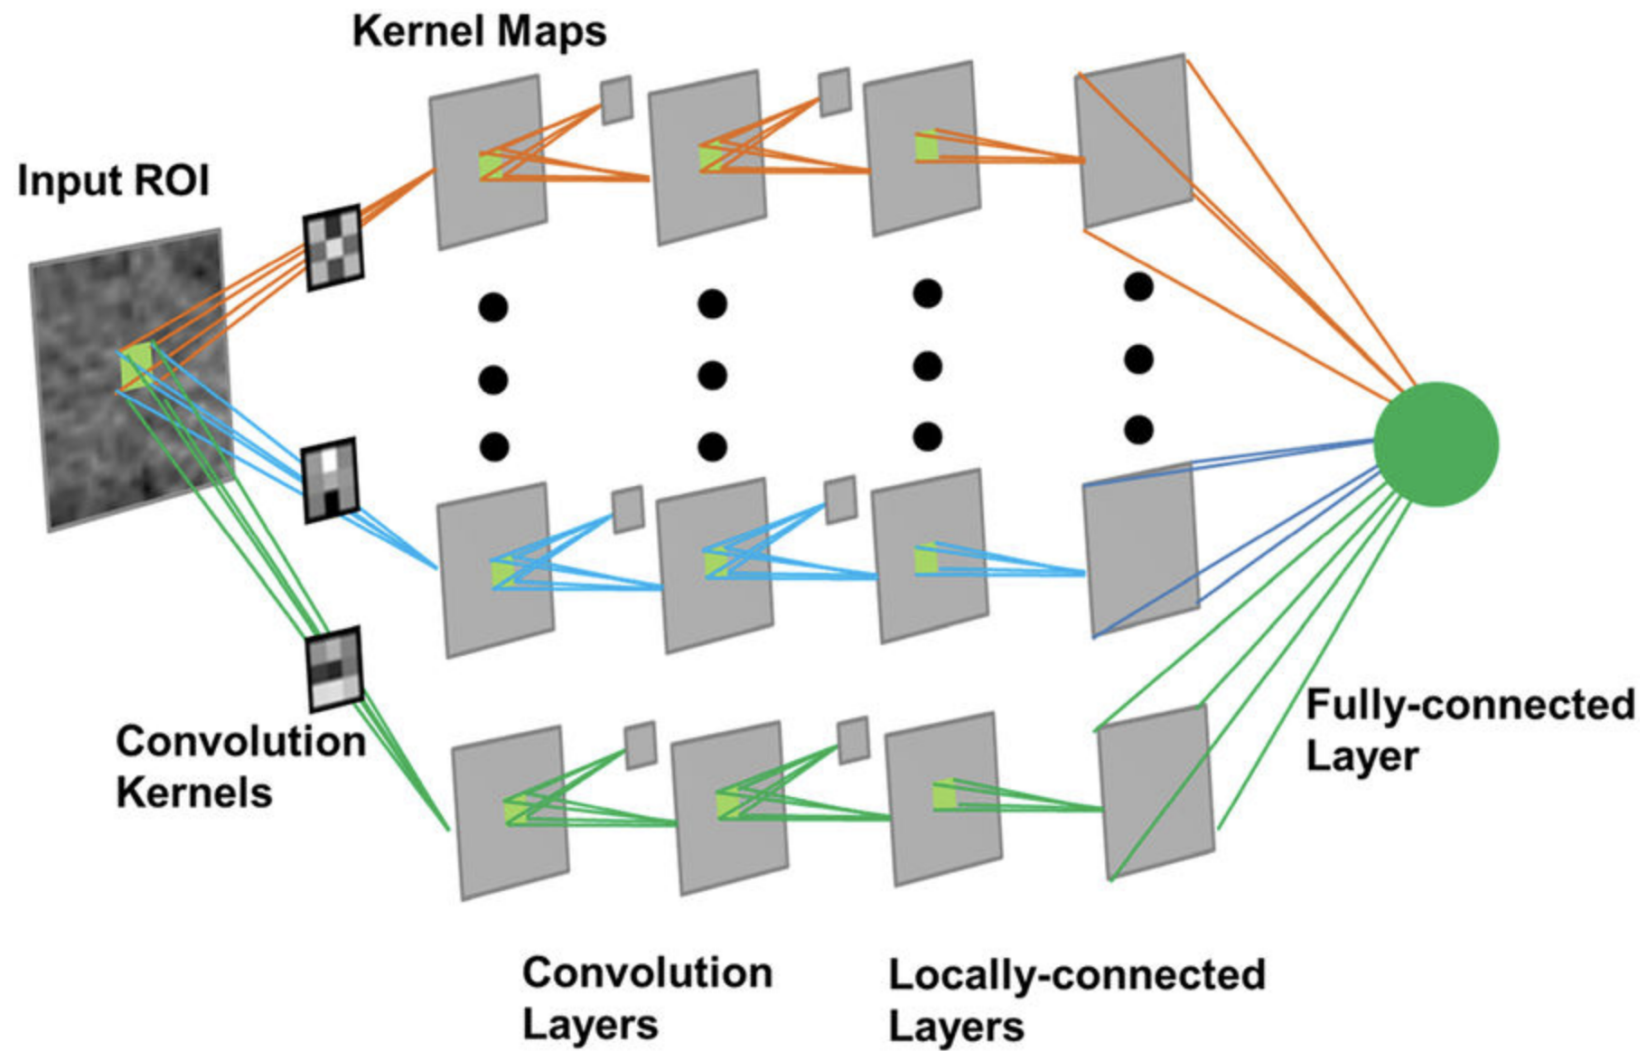 Kernel Maps
Input ROI
Convolution
Kernels
Fully-connected
Layer
Convolution
Layers
Locally-connected
Layers